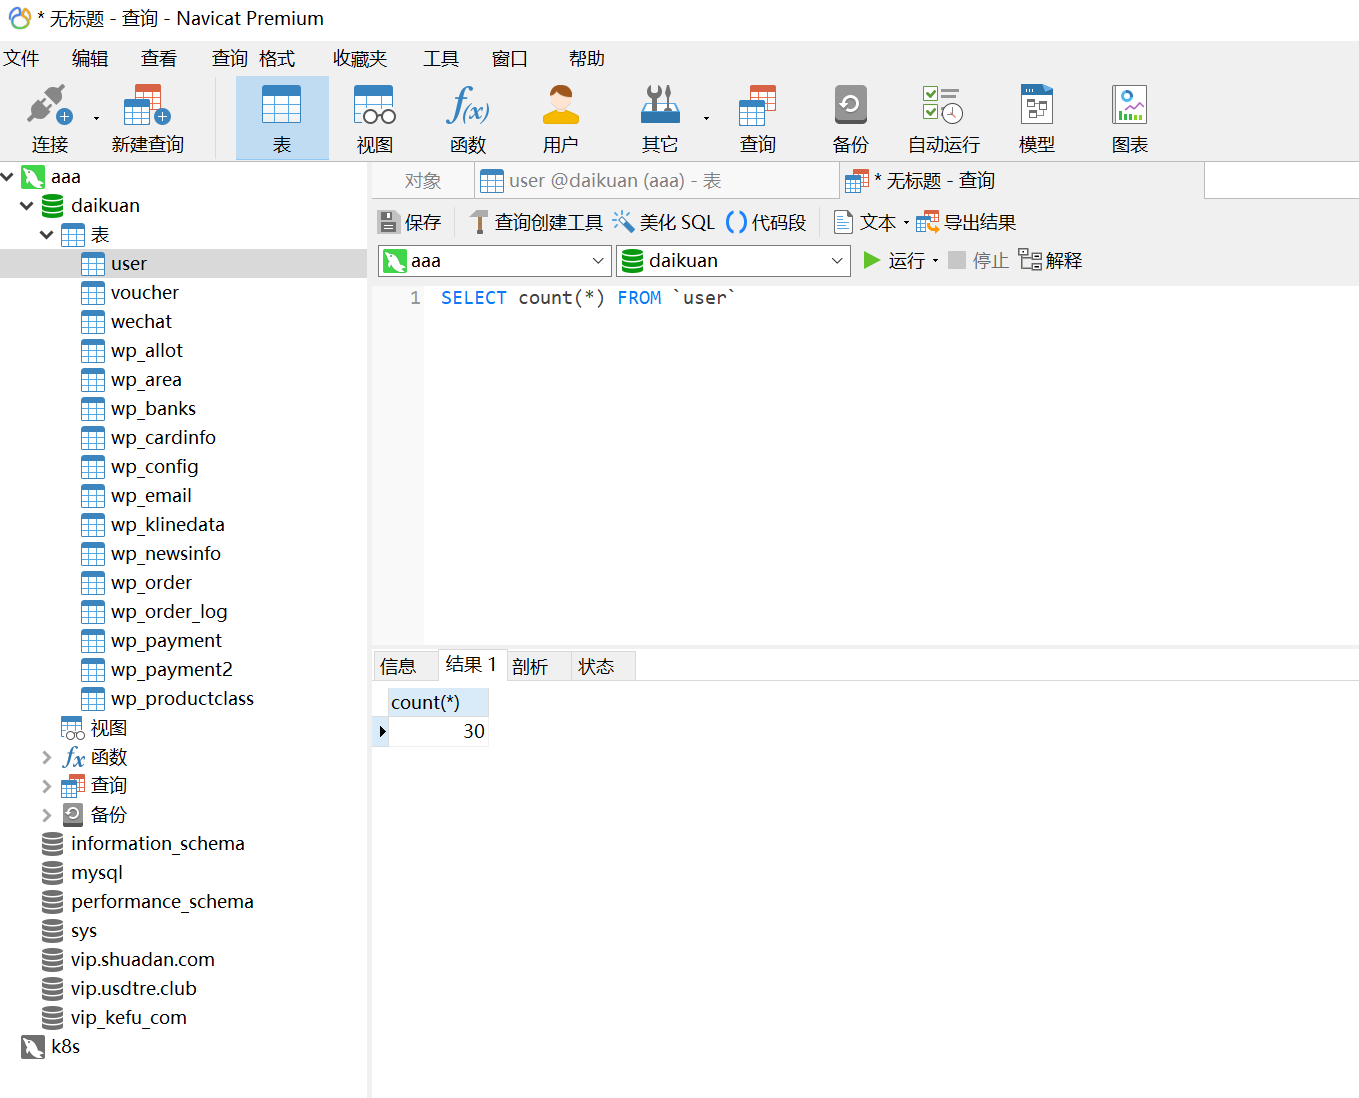 * 无标题 - 查询 - Navicat Premium
文件 编辑 查看 查询 格式 收藏夹 工具 窗口 帮助
连接 新建查询 表 视图 函数 用户 其它 查询 备份 自动运行 模型 图表
aaa
daikuan
表
user
voucher
wechat
wp_allot
wp_area
wp_banks
wp_cardinfo
wp_config
wp_email
wp_klinedata
wp_newsinfo
wp_order
wp_order_log
wp_payment
wp_payment2
wp_productclass
视图
函数
查询
备份
information_schema
mysql
performance_schema
sys
vip.shuadan.com
vip.usdtre.club
vip_kefu_com
k8s
对象 user @daikuan (aaa) - 表 * 无标题 - 查询
保存 查询创建工具 美化 SQL 代码段 文本 导出结果
aaa daikuan 运行 停止 解释
1 SELECT count(*) FROM `user`
信息 结果 1 剖析 状态
count(*)
30